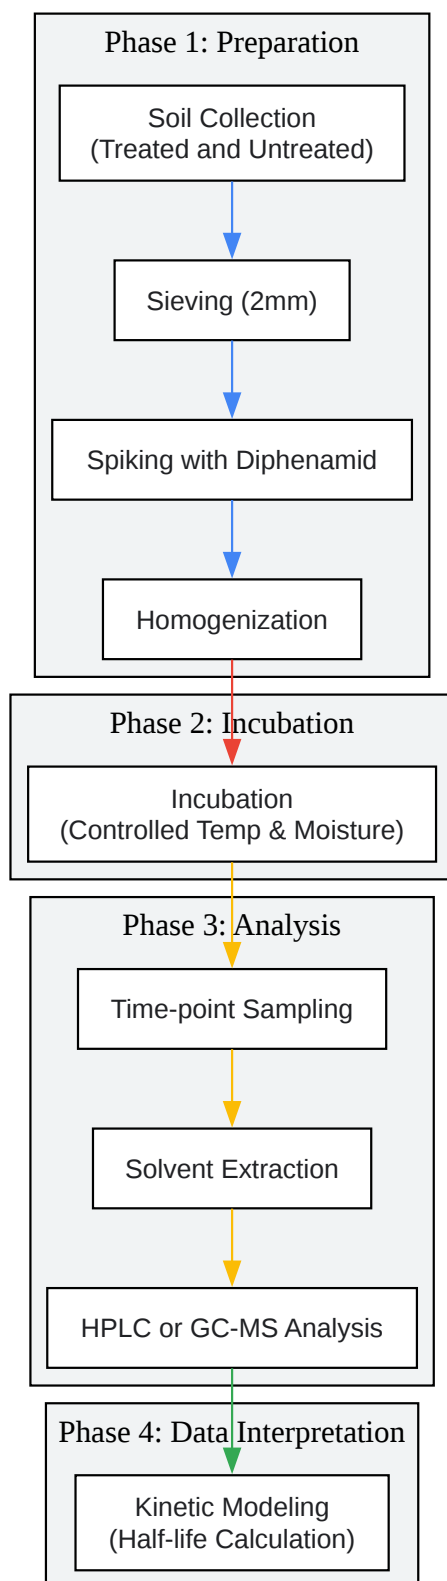 Phase 1: Preparation
Soil Collection
(Treated and Untreated)
Sieving (2mm)
Spiking with Diphenamid
Homogenization
Phase 2: Incubation
Incubation
(Controlled Temp & Moisture)
Phase 3: Analysis
Time-point Sampling
Solvent Extraction
HPLC or GC-MS Analysis
Phase 4: Data Interpretation
Kinetic Modeling
(Half-life Calculation)